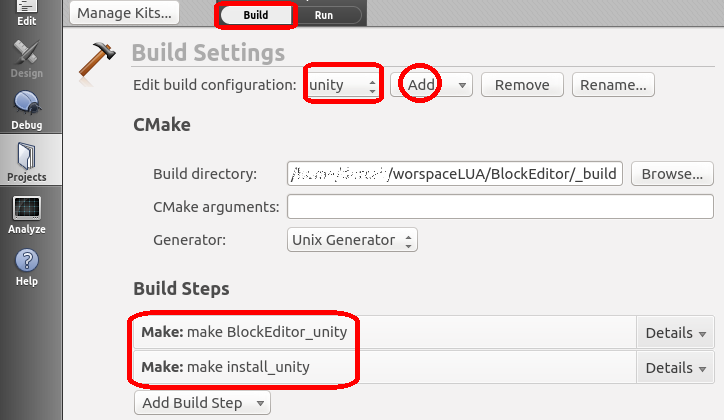 Edit
Manage Kits...
Build
Run
Design
Debug
Projects
Analyze
Help
Build Settings
Edit build configuration: unity Add Remove Rename...
CMake
Build directory: /worspaceLUA/BlockEditor/_build Browse...
CMake arguments:
Generator: Unix Generator
Build Steps
Make: make BlockEditor_unity Details
Make: make install_unity Details
Add Build Step